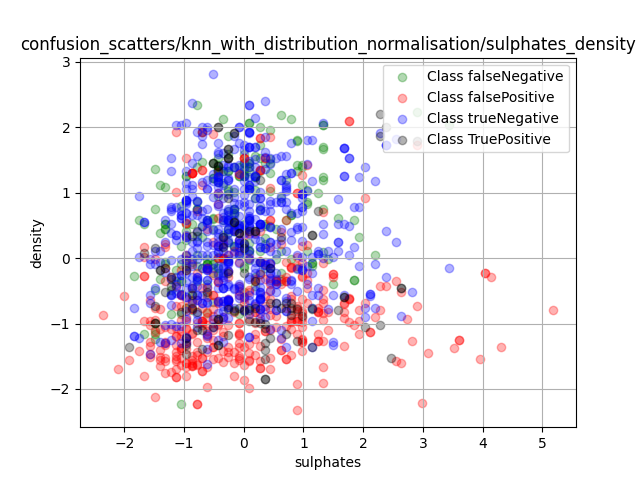 confusion_scatters/knn_with_distribution_normalisation/sulphates_density
3
2
1
0
−1
−2
density
Class falseNegative
Class falsePositive
Class trueNegative
Class TruePositive
−2 −1 0 1 2 3 4 5
sulphates